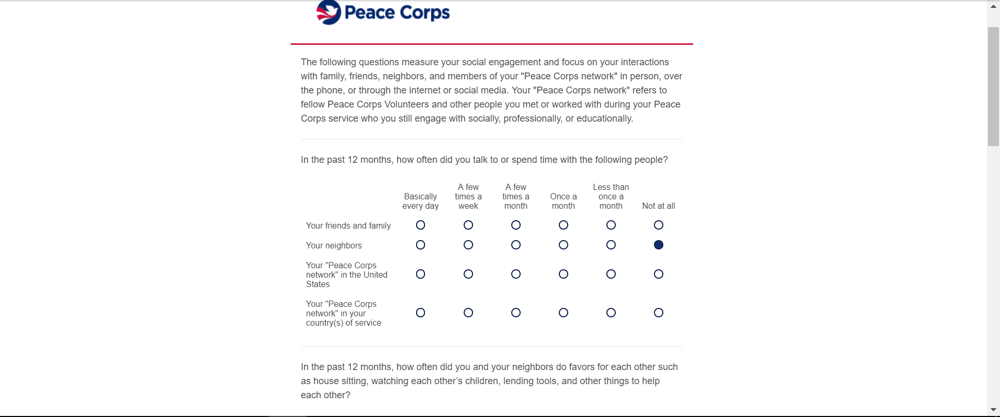 Peace Corps
The following questions measure your social engagement and focus on your interactions
with family, friends, neighbors, and members of your "Peace Corps network" in person, over
the phone, or through the internet or social media. Your "Peace Corps network" refers to
fellow Peace Corps Volunteers and other people you met or worked with during your Peace
Corps service who you still engage with socially, professionally, or educationally.
In the past 12 months, how often did you talk to or spend time with the following people?
Basically
every day
A few
times a
week
A few
times a
month
Once a
month
Less than
once a
month
Not at all
Your friends and family
Your neighbors
Your "Peace Corps
network" in the United
States
Your "Peace Corps
network" in your
country(s) of service
In the past 12 months, how often did you and your neighbors do favors for each other such
as house sitting, watching each other’s children, lending tools, and other things to help
each other?